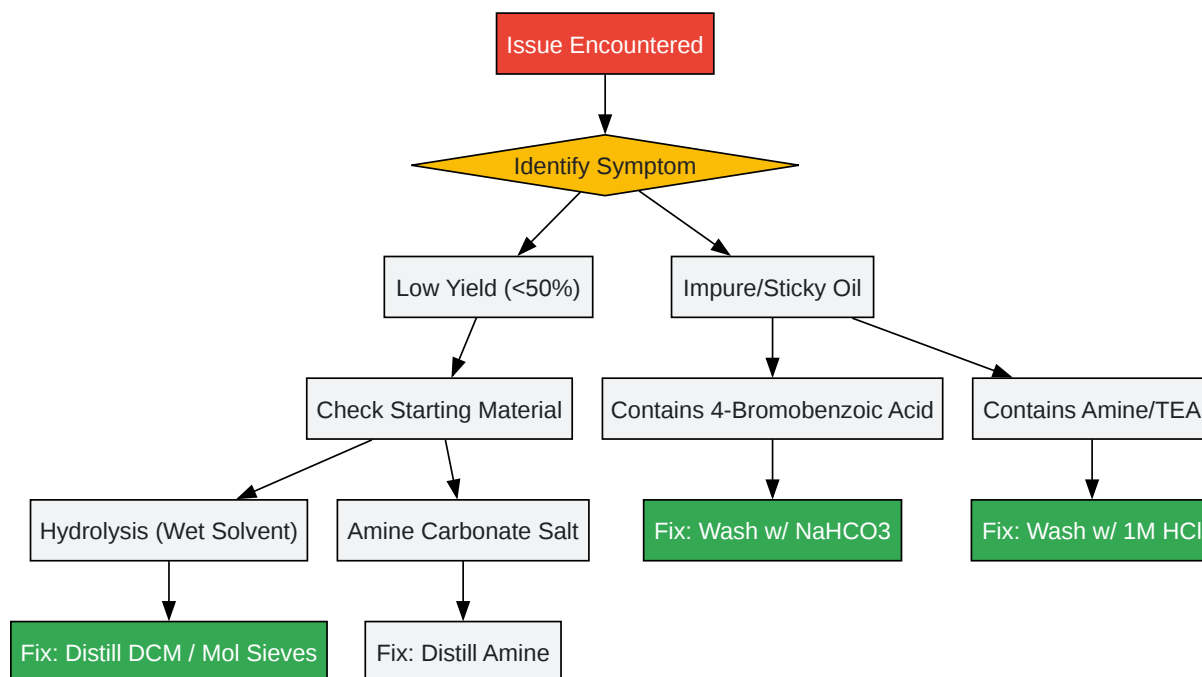 Issue Encountered
Identify Symptom
Low Yield (<50%)
Impure/Sticky Oil
Check Starting Material
Contains 4-Bromobenzoic Acid
Contains Amine/TEA
Hydrolysis (Wet Solvent)
Amine Carbonate Salt
Fix: Wash w/ NaHCO3
Fix: Wash w/ 1M HCl
Fix: Distill DCM / Mol Sieves
Fix: Distill Amine